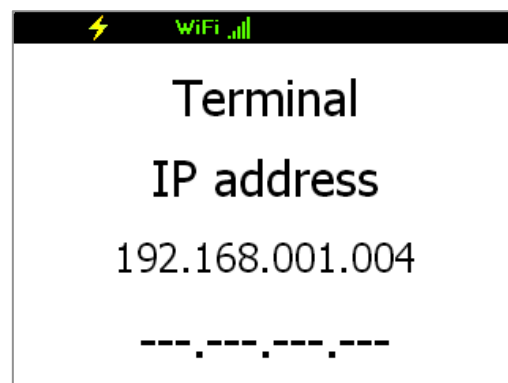 WiFi
Terminal
IP address
192.168.001.004
---.---.---.---